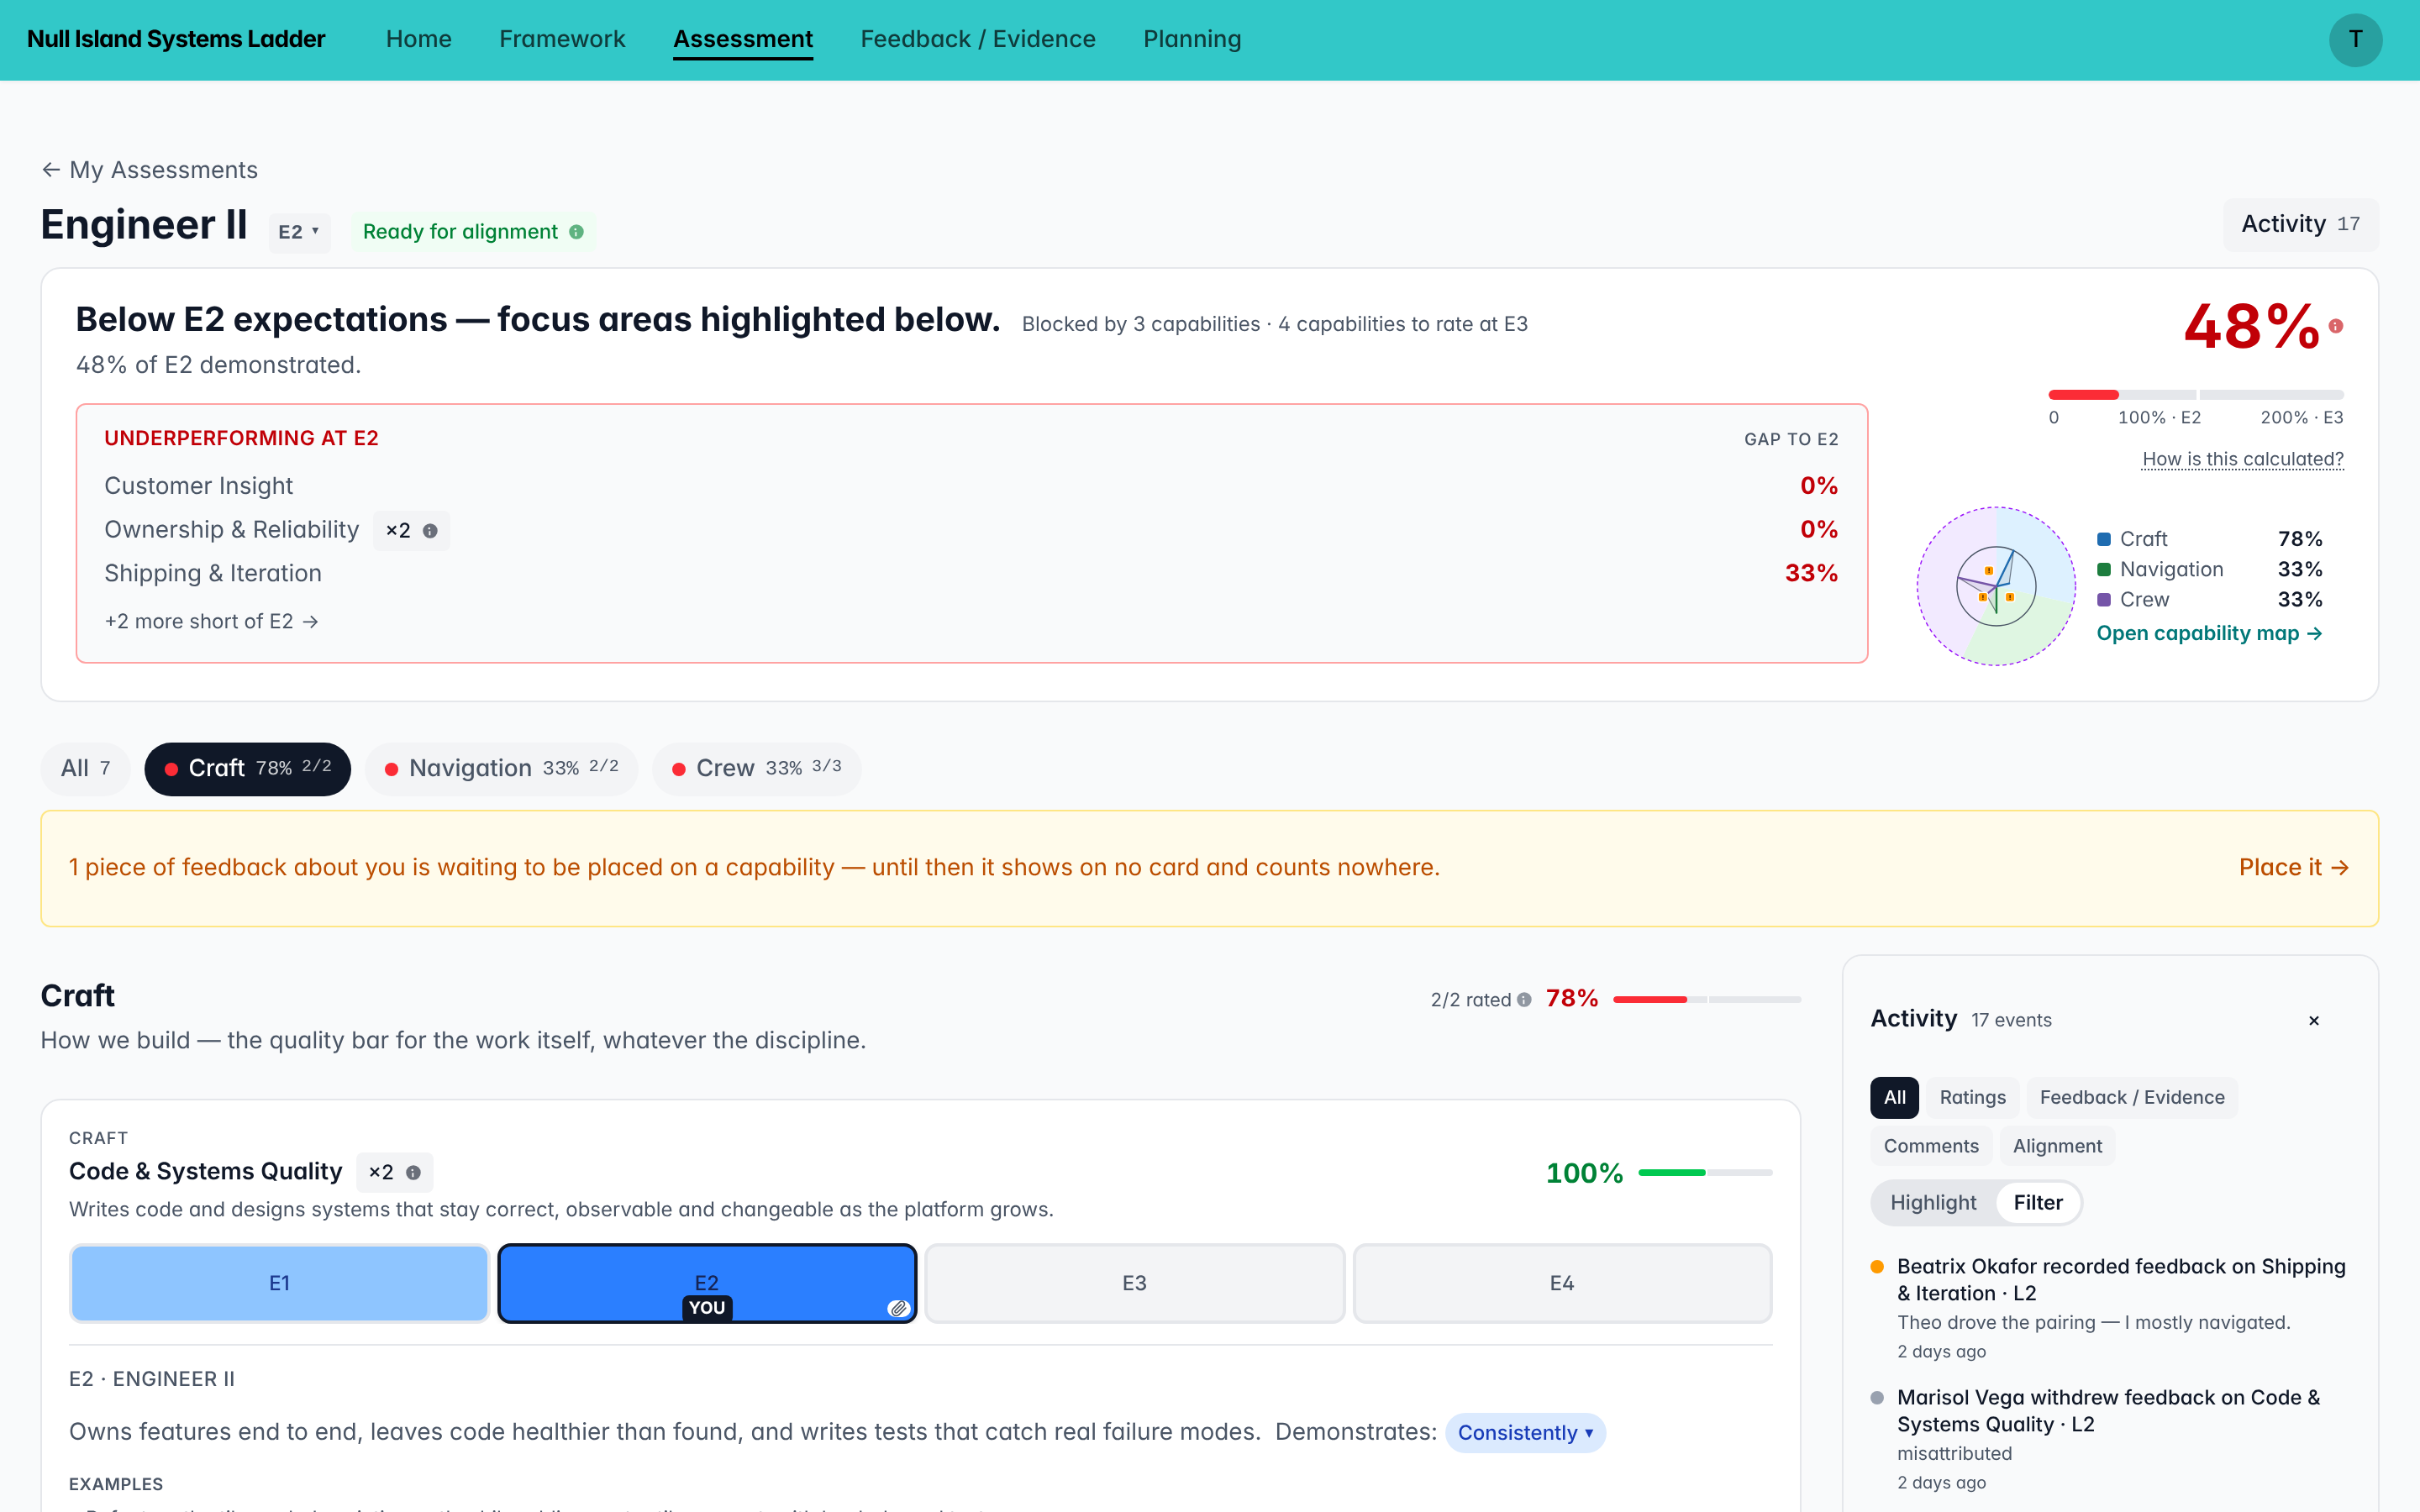 Null Island Systems Ladder Home Framework Assessment Feedback / Evidence Planning T
← My Assessments
Engineer II E2 ▾ Ready for alignment
Activity 17
Below E2 expectations — focus areas highlighted below. Blocked by 3 capabilities · 4 capabilities to rate at E3
48% of E2 demonstrated.
UNDERPERFORMING AT E2 GAP TO E2
Customer Insight 0%
Ownership & Reliability ×2 0%
Shipping & Iteration 33%
+2 more short of E2 →
48%
0 100% · E2 200% · E3
How is this calculated?
Craft 78%
Navigation 33%
Crew 33%
Open capability map →
All 7 Craft 78% 2/2 Navigation 33% 2/2 Crew 33% 3/3
1 piece of feedback about you is waiting to be placed on a capability — until then it shows on no card and counts nowhere. Place it →
Craft 2/2 rated 78%
How we build — the quality bar for the work itself, whatever the discipline.
CRAFT
Code & Systems Quality ×2 100%
Writes code and designs systems that stay correct, observable and changeable as the platform grows.
E1 E2 E3 E4
YOU
E2 · ENGINEER II
Owns features end to end, leaves code healthier than found, and writes tests that catch real failure modes. Demonstrates: Consistently ▾
EXAMPLES
Activity 17 events ×
All Ratings Feedback / Evidence
Comments Alignment
Highlight Filter
Beatrix Okafor recorded feedback on Shipping
& Iteration · L2
Theo drove the pairing — I mostly navigated.
2 days ago
Marisol Vega withdrew feedback on Code &
Systems Quality · L2
misattributed
2 days ago